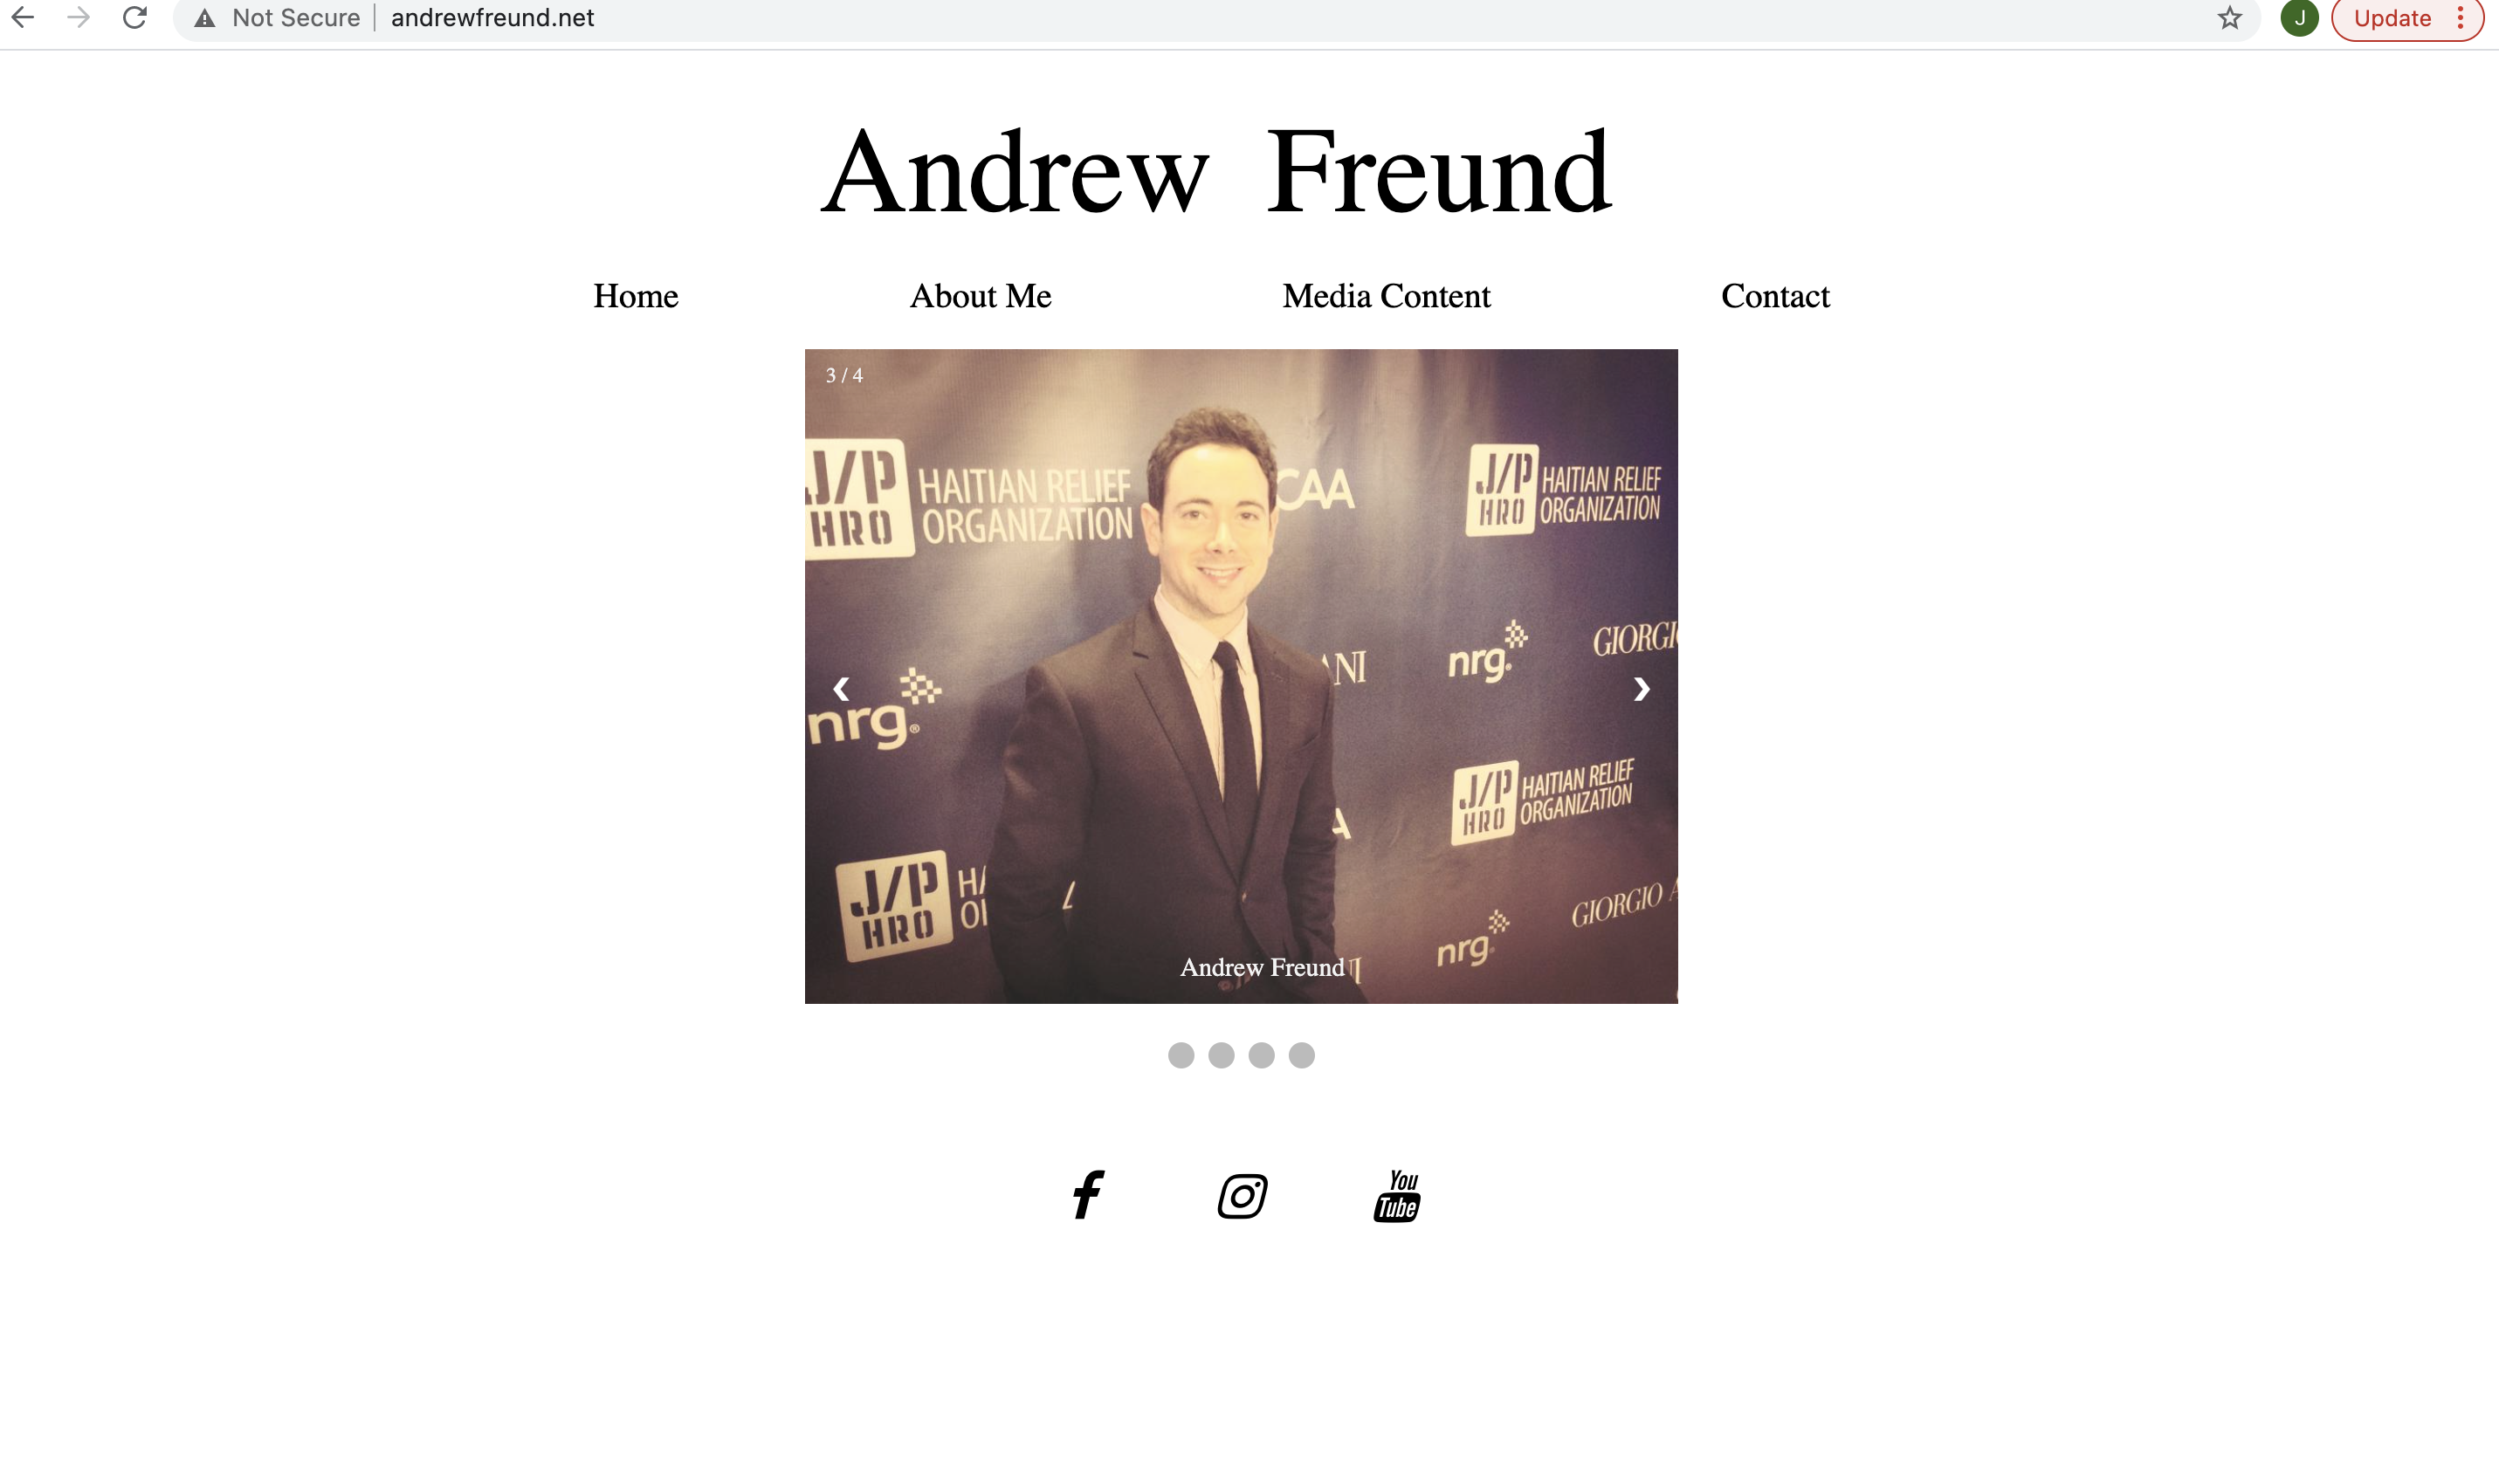 Not Secure andrewfreund.net
J
Update
Andrew Freund
Home About Me Media Content Contact
3 / 4
J/P HRO
HAITIAN RELIEF
ORGANIZATION
CAA
J/P HRO
HAITIAN RELIEF
ORGANIZATION
nrg.
GIORGI
ANI
nrg®
J/P HRO
HAITIAN RELIEF
ORGANIZATION
A
J/P HRO
HA
nrg
GIORGIO A
Andrew Freund
You
Tube